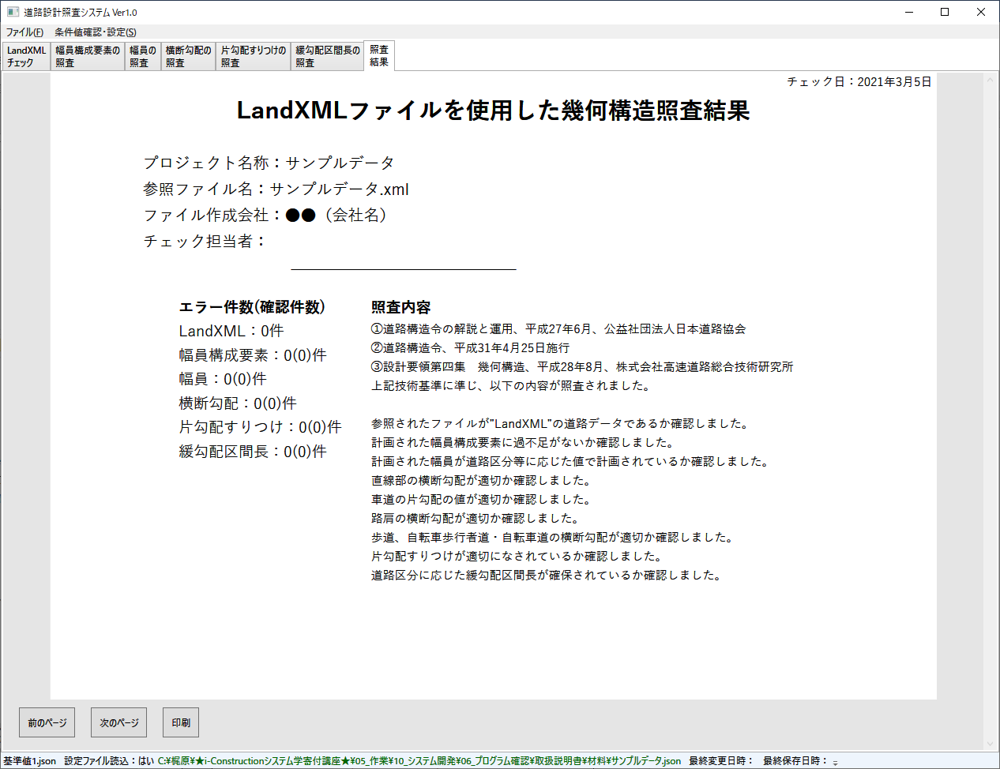 道路設計照査システム Ver1.0
ファイル(F) 条件値確認・設定(S)
LandXML
チェック
幅員構成要素の
照査
幅員の
照査
横断勾配の
照査
片勾配すりつけの
照査
緩勾配区間長の
照査
照査
結果
チェック日：2021年3月5日
LandXMLファイルを使用した幾何構造照査結果
プロジェクト名称：サンプルデータ
参照ファイル名：サンプルデータ.xml
ファイル作成会社：●●（会社名）
チェック担当者：
エラー件数(確認件数)
LandXML：0件
幅員構成要素：0(0)件
幅員：0(0)件
横断勾配：0(0)件
片勾配すりつけ：0(0)件
緩勾配区間長：0(0)件
照査内容
①道路構造令の解説と運用、平成27年6月、公益社団法人日本道路協会
②道路構造令、平成31年4月25日施行
③設計要領第四集　幾何構造、平成28年8月、株式会社高速道路総合技術研究所
上記技術基準に準じ、以下の内容が照査されました。
参照されたファイルが”LandXML”の道路データであるか確認しました。
計画された幅員構成要素に過不足がないか確認しました。
計画された幅員が道路区分等に応じた値で計画されているか確認しました。
直線部の横断勾配が適切か確認しました。
車道の片勾配の値が適切か確認しました。
路肩の横断勾配が適切か確認しました。
歩道、自転車歩行者道・自転車道の横断勾配が適切か確認しました。
片勾配すりつけが適切になされているか確認しました。
道路区分に応じた緩勾配区間長が確保されているか確認しました。
前のページ 次のページ 印刷
基準値1.json 設定ファイル読込：はい C:¥梶原¥★i-Constructionシステム学寄付講座★¥05_作業¥10_システム開発¥06_プログラム確認¥取扱説明書¥材料¥サンプルデータ.json 最終変更日時： 最終保存日時：